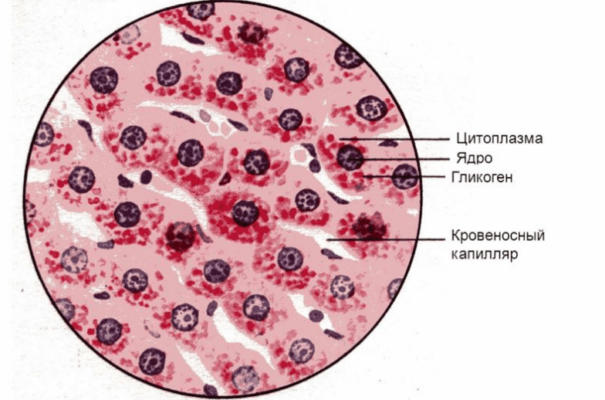 Цитоплазма
Ядро
Гликоген
Кровеносный
капилляр